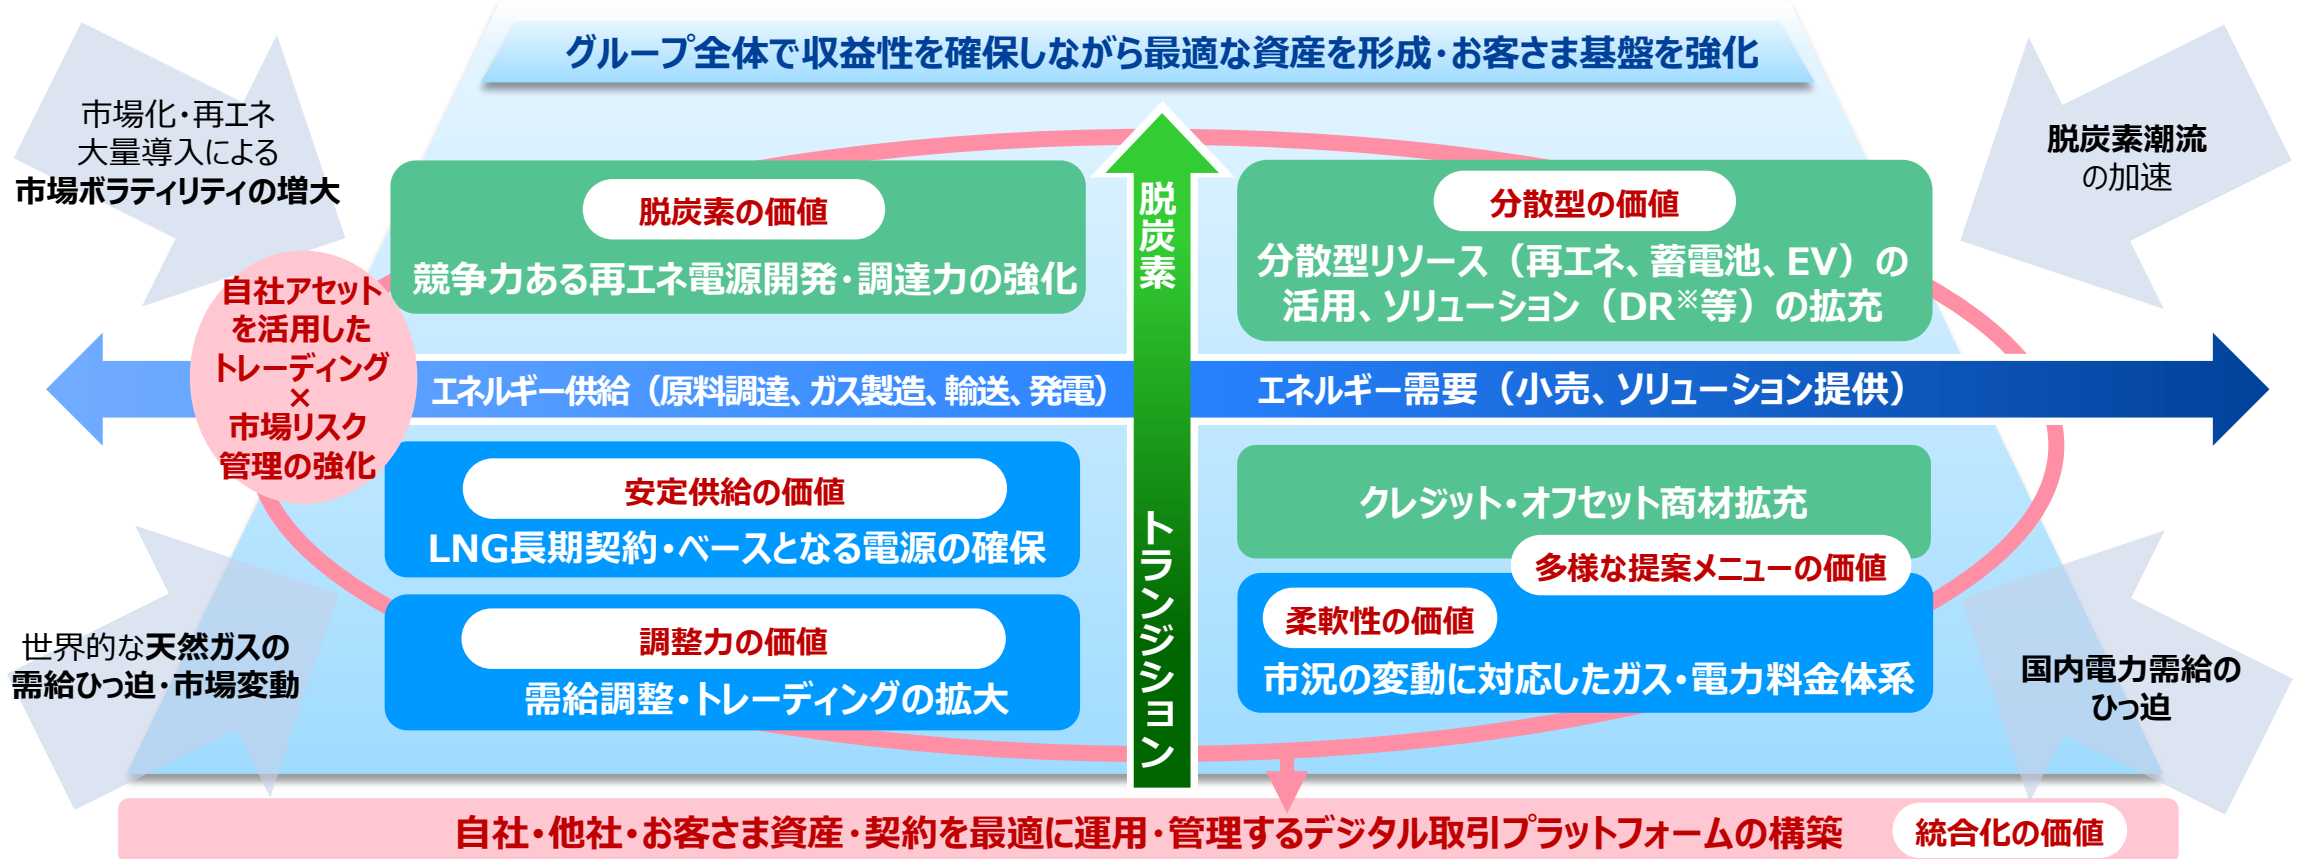 グループ全体で収益性を確保しながら最適な資産を形成・お客さま基盤を強化
市場化・再エネ
大量導入による
市場ボラティリティの増大
脱炭素潮流
の加速
脱炭素の価値
競争力ある再エネ電源開発・調達力の強化
脱炭素
分散型の価値
分散型リソース（再エネ、蓄電池、EV）の
活用、ソリューション（DR※等）の拡充
自社アセット
を活用した
トレーディング
×
市場リスク
管理の強化
エネルギー供給（原料調達、ガス製造、輸送、発電）
エネルギー需要（小売、ソリューション提供）
安定供給の価値
LNG長期契約・ベースとなる電源の確保
トランジション
クレジット・オフセット商材拡充
多様な提案メニューの価値
調整力の価値
需給調整・トレーディングの拡大
柔軟性の価値
市況の変動に対応したガス・電力料金体系
世界的な天然ガスの
需給ひっ迫・市場変動
国内電力需給の
ひっ迫
自社・他社・お客さま資産・契約を最適に運用・管理するデジタル取引プラットフォームの構築
統合化の価値